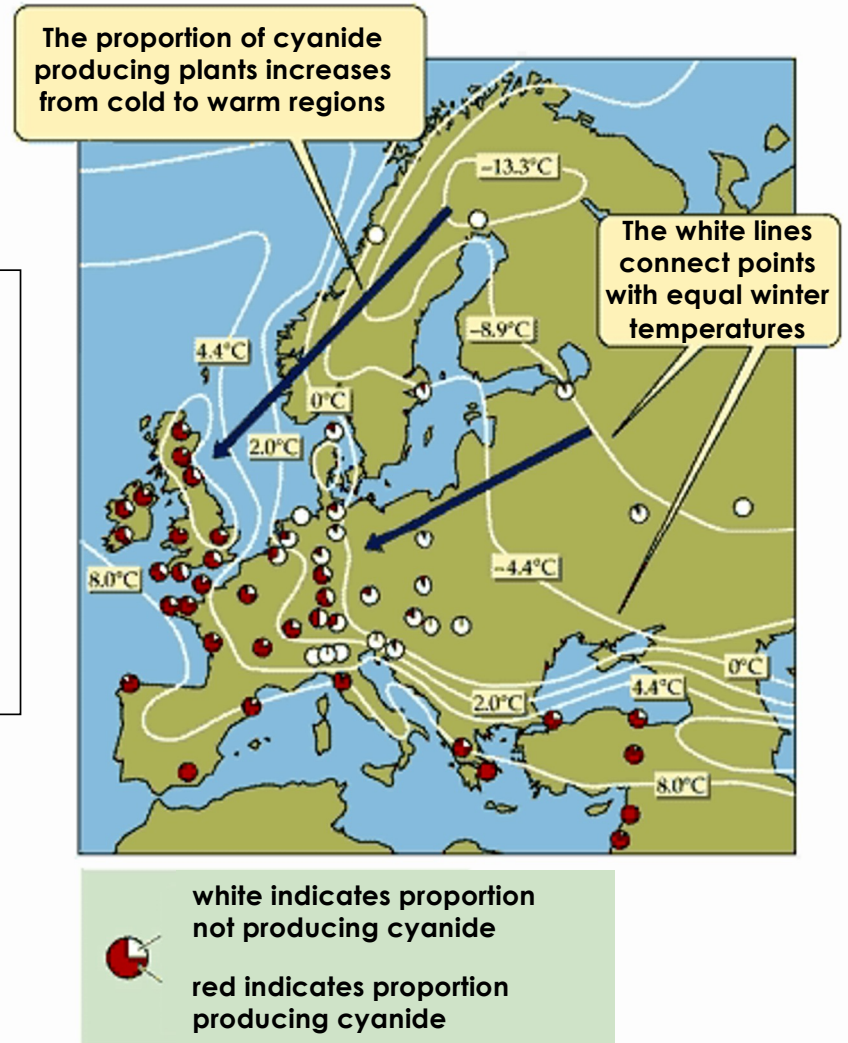 The proportion of cyanide
producing plants increases
from cold to warm regions
–13.3°C
The white lines
connect points
with equal winter
temperatures
–8.9°C
4.4°C
0°C
2.0°C
8.0°C
–4.4°C
0°C
4.4°C
2.0°C
8.0°C
white indicates proportion
not producing cyanide
red indicates proportion
producing cyanide